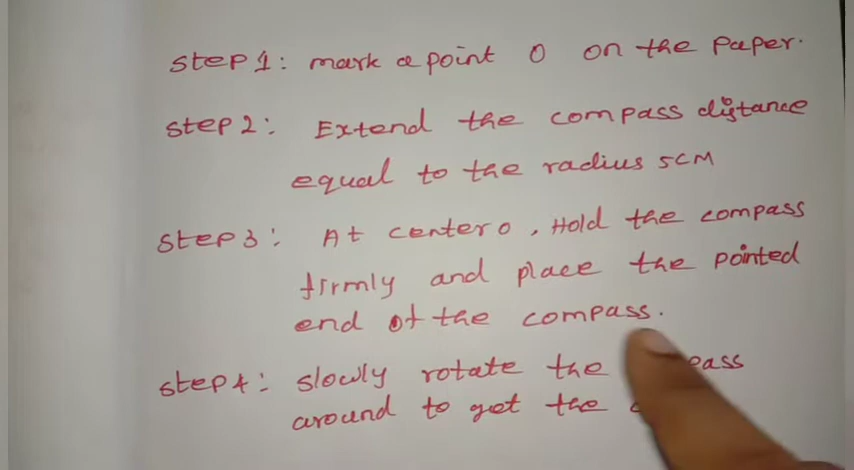 Step 1: mark a point O on the Paper.
Step 2: Extend the compass distance
equal to the radius 5CM
Step 3: At center O, Hold the compass
firmly and place the pointed
end of the compass.
Step 4: slowly rotate the pass
around to get the